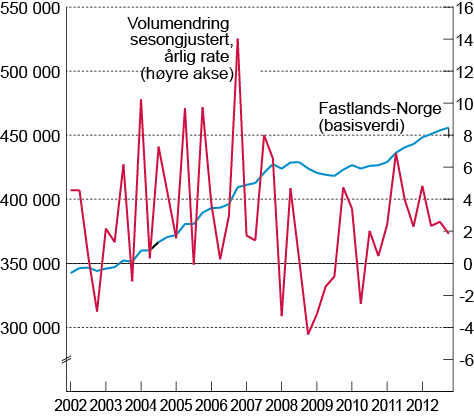 550 000
500 000
450 000
400 000
350 000
300 000
Volumendring
sesongjustert,
årlig rate
(høyre akse)
Fastlands-Norge
(basisverdi)
16
14
12
10
8
6
4
2
0
-2
-4
-6
2002 2003 2004 2005 2006 2007 2008 2009 2010 2011 2012